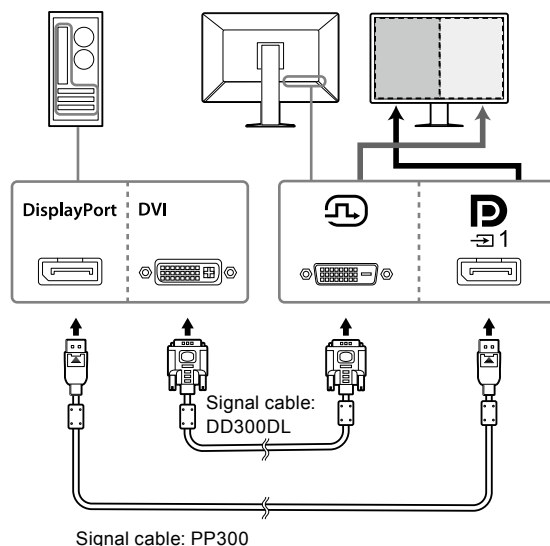 DisplayPort DVI
1
Signal cable:
DD300DL
Signal cable: PP300